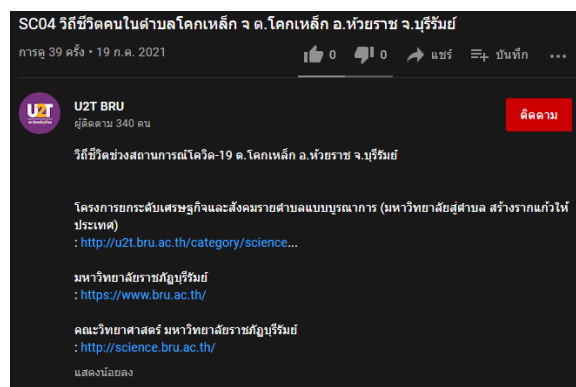 SC04 วิถีชีวิตคนในตำบลโคกเหล็ก จ ต.โคกเหล็ก อ.ห้วยราช จ.บุรีรัมย์
การดู 39 ครั้ง • 19 ก.ค. 2021
0 0 แชร์ บันทึก ...
U2T
U2T BRU
ผู้ติดตาม 340 คน
ติดตาม
วิถีชีวิตช่วงสถานการณ์โควิด-19 ต.โคกเหล็ก อ.ห้วยราช จ.บุรีรัมย์
โครงการยกระดับเศรษฐกิจและสังคมรายตำบลแบบบูรณาการ (มหาวิทยาลัยสู่ตำบล สร้างรากแก้วให้
ประเทศ)
: http://u2t.bru.ac.th/category/science...
มหาวิทยาลัยราชภัฏบุรีรัมย์
: https://www.bru.ac.th/
คณะวิทยาศาสตร์ มหาวิทยาลัยราชภัฏบุรีรัมย์
: http://science.bru.ac.th/
แสดงน้อยลง